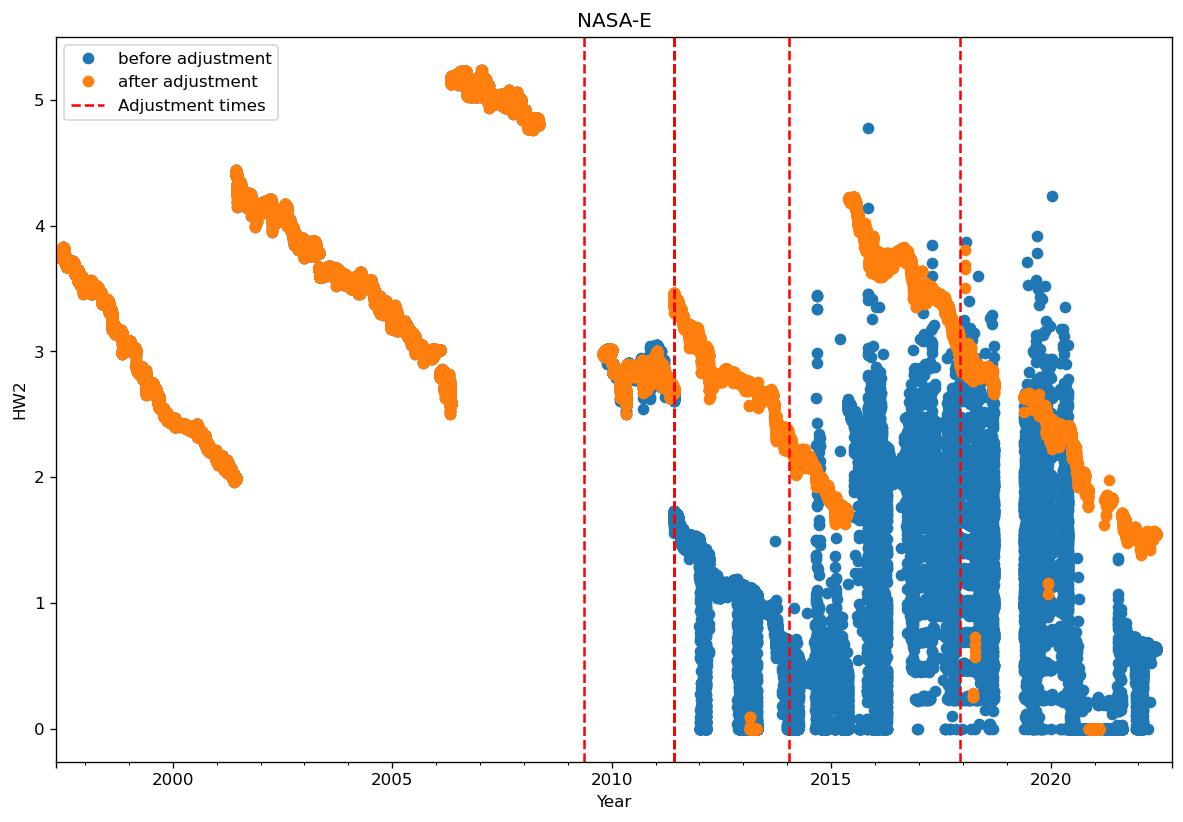 NASA-E
before adjustment
after adjustment
Adjustment times
5
4
3
2
1
0
HW2
2000 2005 2010 2015 2020
Year